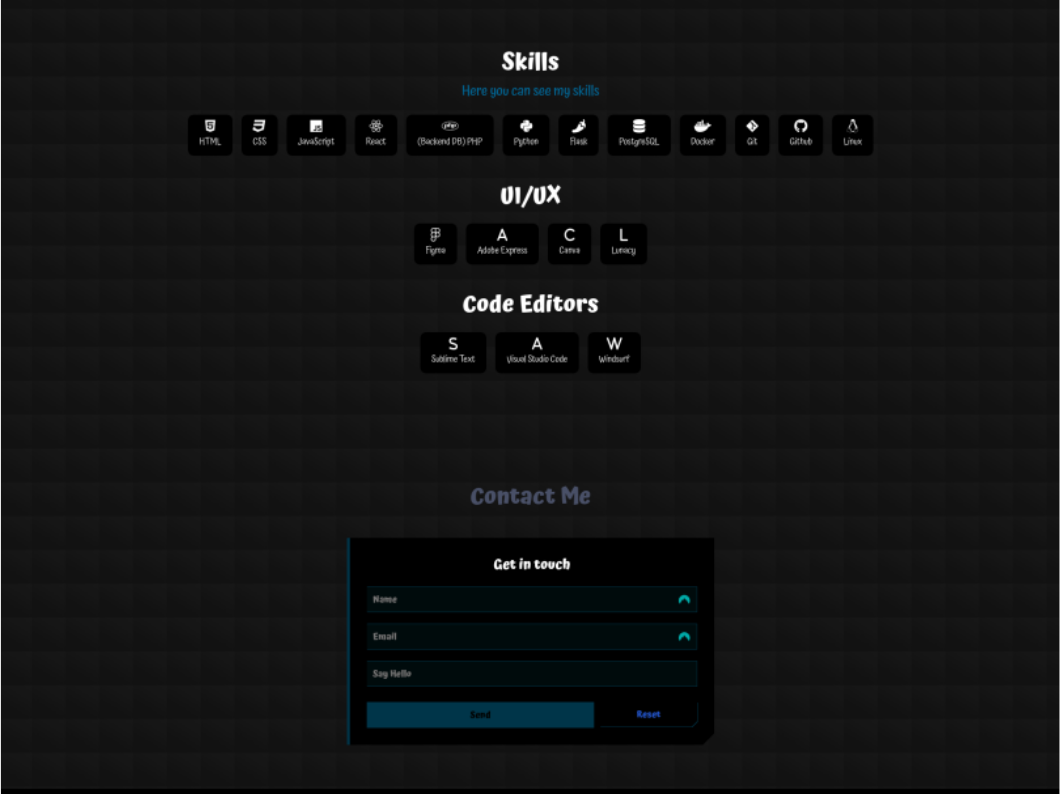 Skills
Here you can see my skills
HTML CSS JavaScript React (Backend DB) PHP Python Flask PostgreSQL Docker Git Github Linux
UI/UX
A C L
Figma Adobe Express Canva Lunacy
Code Editors
S A W
Sublime Text Visual Studio Code Windsurf
Contact Me
Get in touch
Name
Email
Say Hello
Send Reset